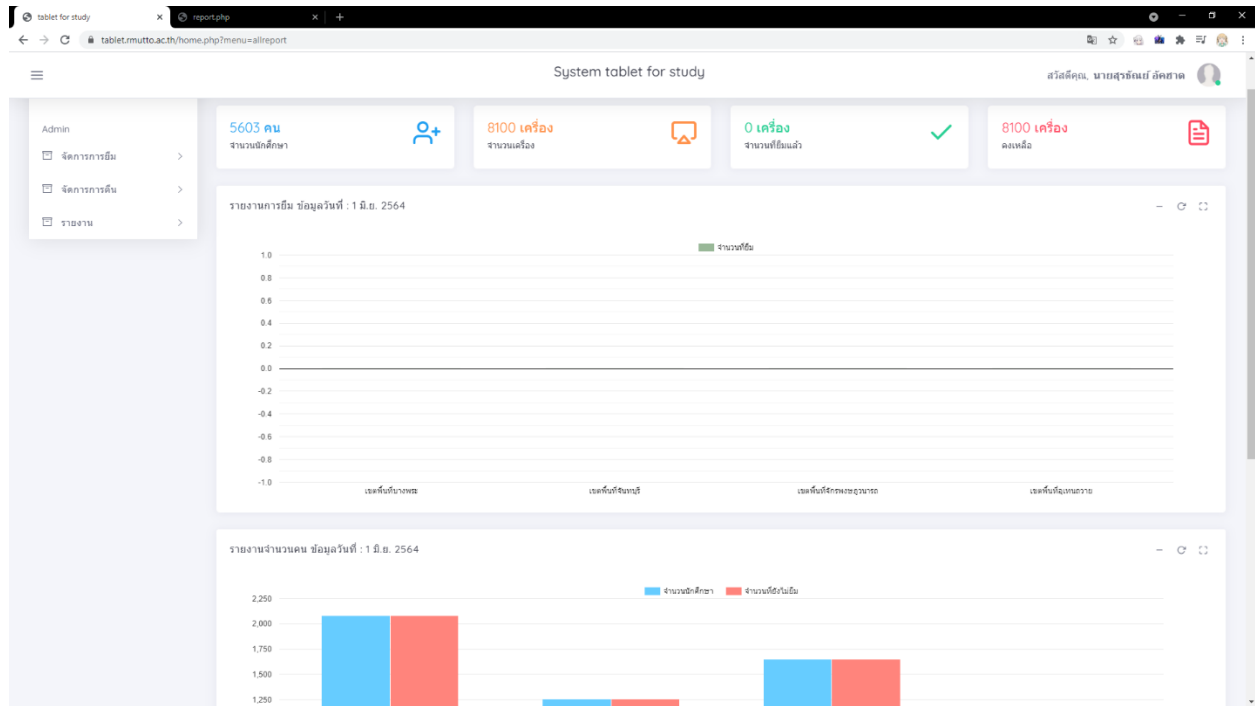 tablet for study
report.php
tablet.rmutto.ac.th/home.php?menu=allreport
System tablet for study
สวัสดีคุณ, นายสุรชัณย์ อัคฮาด
Admin
จัดการการยืม
จัดการการคืน
รายงาน
5603 คน
จำนวนนักศึกษา
8100 เครื่อง
จำนวนเครื่อง
0 เครื่อง
จำนวนที่ยืมแล้ว
8100 เครื่อง
คงเหลือ
รายงานการยืม ข้อมูลวันที่ : 1 มิ.ย. 2564
จำนวนที่ยืม
1.0
0.8
0.6
0.4
0.2
0.0
-0.2
-0.4
-0.6
-0.8
-1.0
เขตพื้นที่บางพระ เขตพื้นที่จันทบุรี เขตพื้นที่จักรพงษภูวนารถ เขตพื้นที่อุเทนถวาย
รายงานจำนวนคน ข้อมูลวันที่ : 1 มิ.ย. 2564
จำนวนนักศึกษา จำนวนที่ยังไม่ยืม
2,250
2,000
1,750
1,500
1,250